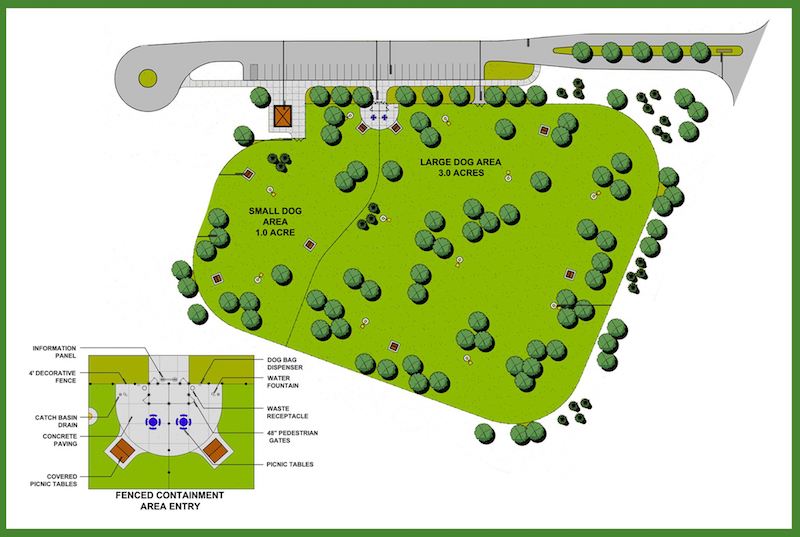 LARGE DOG AREA
3.0 ACRES
SMALL DOG
AREA
1.0 ACRE
INFORMATION
PANEL
4' DECORATIVE
FENCE
CATCH BASIN
DRAIN
CONCRETE
PAVING
COVERED
PICNIC TABLES
DOG BAG
DISPENSER
WATER
FOUNTAIN
WASTE
RECEPTACLE
48" PEDESTRIAN
GATES
PICNIC TABLES
FENCED CONTAINMENT
AREA ENTRY